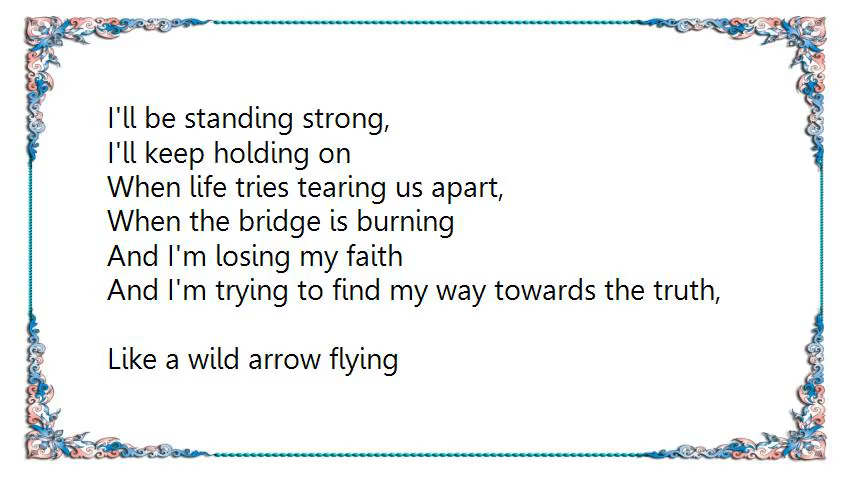 I'll be standing strong,
I'll keep holding on
When life tries tearing us apart,
When the bridge is burning
And I'm losing my faith
And I'm trying to find my way towards the truth,
Like a wild arrow flying